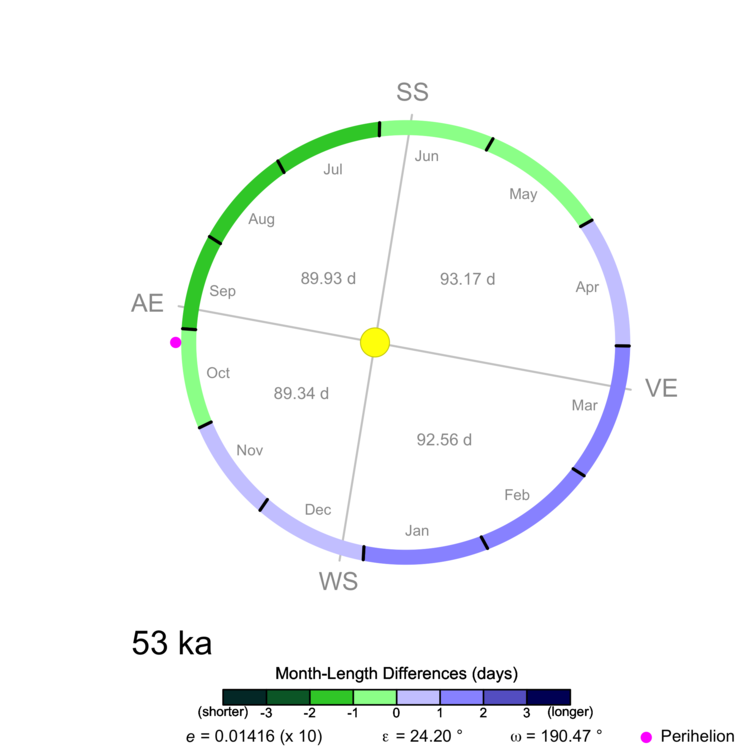 SS
Jun
Jul
May
Aug
Apr
Sep
89.93 d
93.17 d
AE
Oct
VE
Mar
89.34 d
92.56 d
Nov
Feb
Dec
Jan
WS
53 ka
Month-Length Differences (days)
(shorter) -3 -2 -1 0 1 2 3 (longer)
e = 0.01416 (x 10) ε = 24.20 ° ω = 190.47 ° Perihelion